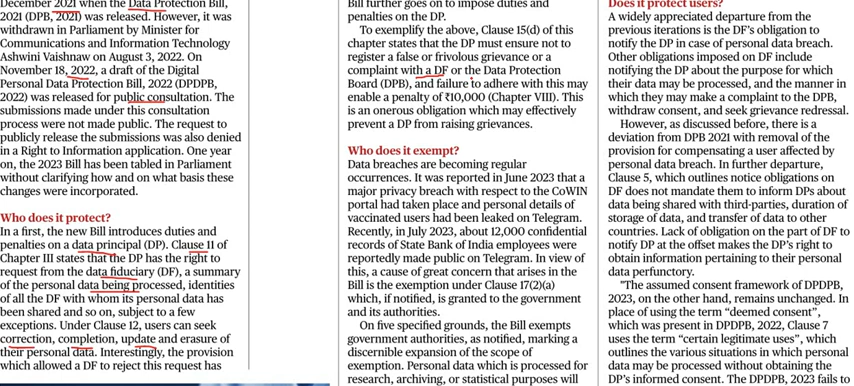 December 2021 when the Data Protection Bill,
2021 (DPB, 2021) was released. However, it was
withdrawn in Parliament by Minister for
Communications and Information Technology
Ashwini Vaishnaw on August 3, 2022. On
November 18, 2022, a draft of the Digital
Personal Data Protection Bill, 2022 (DPDPB,
2022) was released for public consultation. The
submissions made under this consultation
process were not made public. The request to
publicly release the submissions was also denied
in a Right to Information application. One year
on, the 2023 Bill has been tabled in Parliament
without clarifying how and on what basis these
changes were incorporated.
Who does it protect?
In a first, the new Bill introduces duties and
penalties on a data principal (DP). Clause 11 of
Chapter III states that the DP has the right to
request from the data fiduciary (DF), a summary
of the personal data being processed, identities
of all the DF with whom its personal data has
been shared and so on, subject to a few
exceptions. Under Clause 12, users can seek
correction, completion, update and erasure of
their personal data. Interestingly, the provision
which allowed a DF to reject this request has
Bill further goes on to impose duties and
penalties on the DP.
To exemplify the above, Clause 15(d) of this
chapter states that the DP must ensure not to
register a false or frivolous grievance or a
complaint with a DF or the Data Protection
Board (DPB), and failure to adhere with this may
enable a penalty of ₹10,000 (Chapter VIII). This
is an onerous obligation which may effectively
prevent a DP from raising grievances.
Who does it exempt?
Data breaches are becoming regular
occurrences. It was reported in June 2023 that a
major privacy breach with respect to the CoWIN
portal had taken place and personal details of
vaccinated users had been leaked on Telegram.
Recently, in July 2023, about 12,000 confidential
records of State Bank of India employees were
reportedly made public on Telegram. In view of
this, a cause of great concern that arises in the
Bill is the exemption under Clause 17(2)(a)
which, if notified, is granted to the government
and its authorities.
On five specified grounds, the Bill exempts
government authorities, as notified, marking a
discernible expansion of the scope of
exemption. Personal data which is processed for
research, archiving, or statistical purposes will
Does it protect users?
A widely appreciated departure from the
previous iterations is the DF's obligation to
notify the DP in case of personal data breach.
Other obligations imposed on DF include
notifying the DP about the purpose for which
their data may be processed, and the manner in
which they may make a complaint to the DPB,
withdraw consent, and seek grievance redressal.
However, as discussed before, there is a
deviation from DPB 2021 with removal of the
provision for compensating a user affected by
personal data breach. In further departure,
Clause 5, which outlines notice obligations on
DF does not mandate them to inform DPs about
data being shared with third-parties, duration of
storage of data, and transfer of data to other
countries. Lack of obligation on the part of DF to
notify DP at the offset makes the DP's right to
obtain information pertaining to their personal
data perfunctory.
"The assumed consent framework of DPDPB,
2023, on the other hand, remains unchanged. In
place of using the term "deemed consent",
which was present in DPDPB, 2022, Clause 7
uses the term "certain legitimate uses", which
outlines the various situations in which personal
data may be processed without obtaining the
DP's informed consent. The DPDPB, 2023 fails to